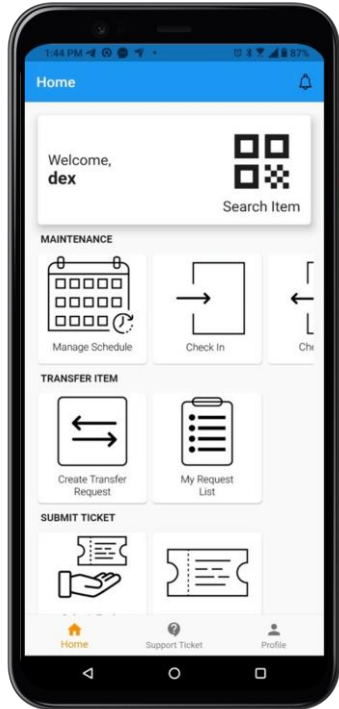 1:44 PM
87%
Home
Welcome,
dex
Search Item
MAINTENANCE
Manage Schedule
Check In
TRANSFER ITEM
Create Transfer
Request
My Request
List
SUBMIT TICKET
Home
Support Ticket
Profile